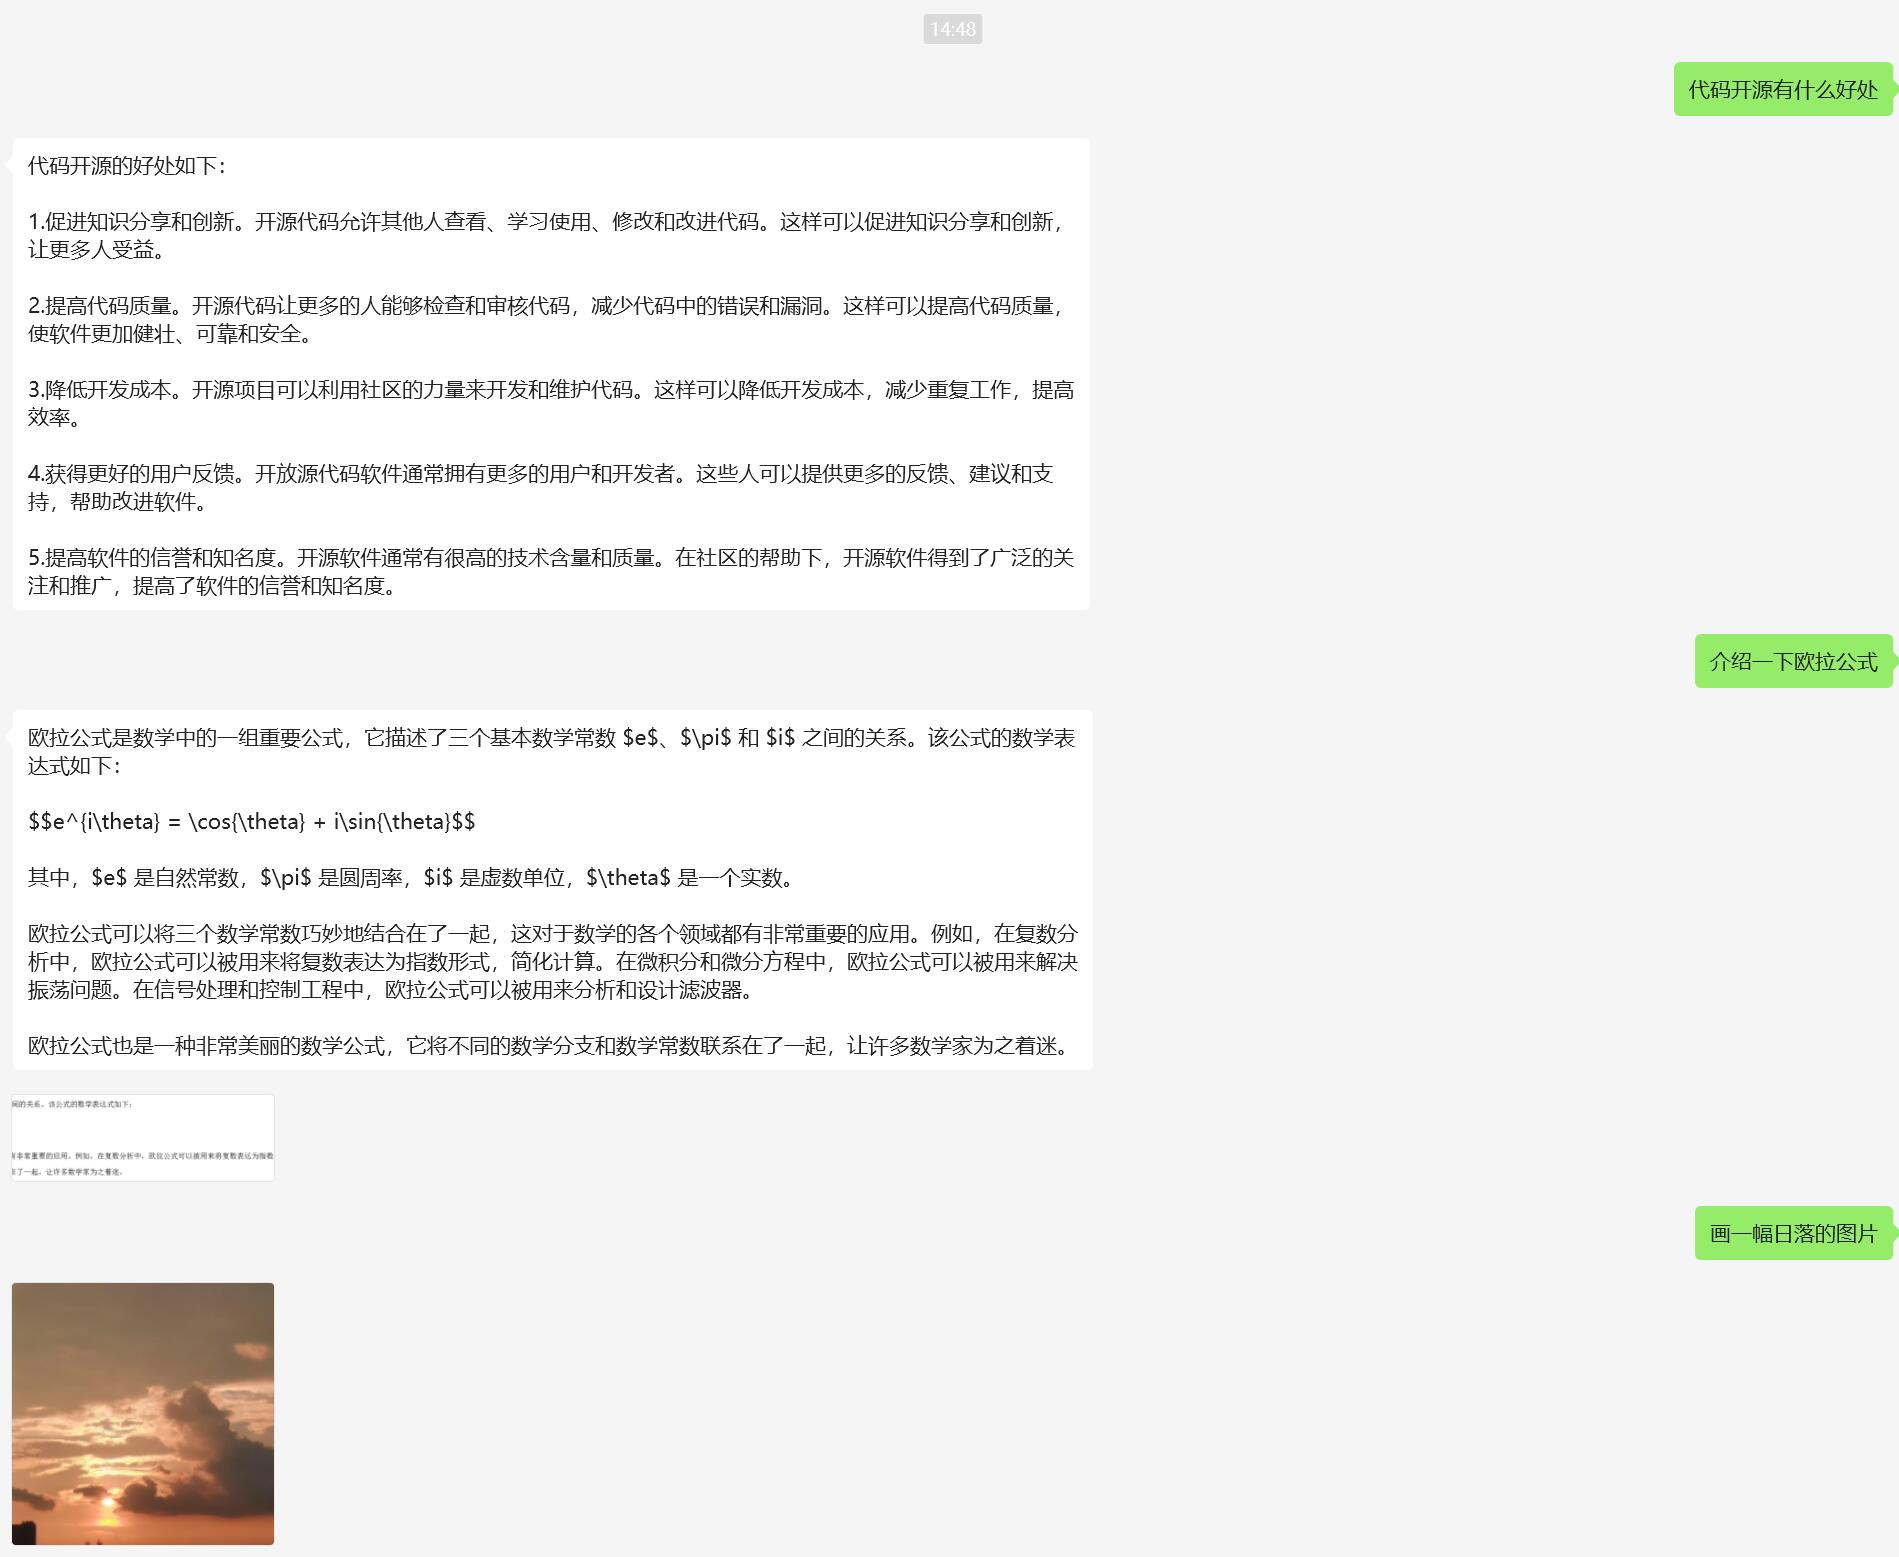 14:48
代码开源有什么好处
代码开源的好处如下：
1.促进知识分享和创新。开源代码允许其他人查看、学习使用、修改和改进代码。这样可以促进知识分享和创新，
让更多人受益。
2.提高代码质量。开源代码让更多的人能够检查和审核代码，减少代码中的错误和漏洞。这样可以提高代码质量，
使软件更加健壮、可靠和安全。
3.降低开发成本。开源项目可以利用社区的力量来开发和维护代码。这样可以降低开发成本，减少重复工作，提高
效率。
4.获得更好的用户反馈。开放源代码软件通常拥有更多的用户和开发者。这些人可以提供更多的反馈、建议和支
持，帮助改进软件。
5.提高软件的信誉和知名度。开源软件通常有很高的技术含量和质量。在社区的帮助下，开源软件得到了广泛的关
注和推广，提高了软件的信誉和知名度。
介绍一下欧拉公式
欧拉公式是数学中的一组重要公式，它描述了三个基本数学常数 $e$、$\pi$ 和 $i$ 之间的关系。该公式的数学表
达式如下：
$$e^{i\theta} = \cos{\theta} + i\sin{\theta}$$
其中，$e$ 是自然常数，$\pi$ 是圆周率，$i$ 是虚数单位，$\theta$ 是一个实数。
欧拉公式可以将三个数学常数巧妙地结合在了一起，这对于数学的各个领域都有非常重要的应用。例如，在复数分
析中，欧拉公式可以被用来将复数表达为指数形式，简化计算。在微积分和微分方程中，欧拉公式可以被用来解决
振荡问题。在信号处理和控制工程中，欧拉公式可以被用来分析和设计滤波器。
欧拉公式也是一种非常美丽的数学公式，它将不同的数学分支和数学常数联系在了一起，让许多数学家为之着迷。
间的关系。该公式的数学表达式如下：
有非常重要的应用。例如，在复数分析中，欧拉公式可以被用来将复数表达为指数
在了一起，让许多数学家为之着迷。
画一幅日落的图片